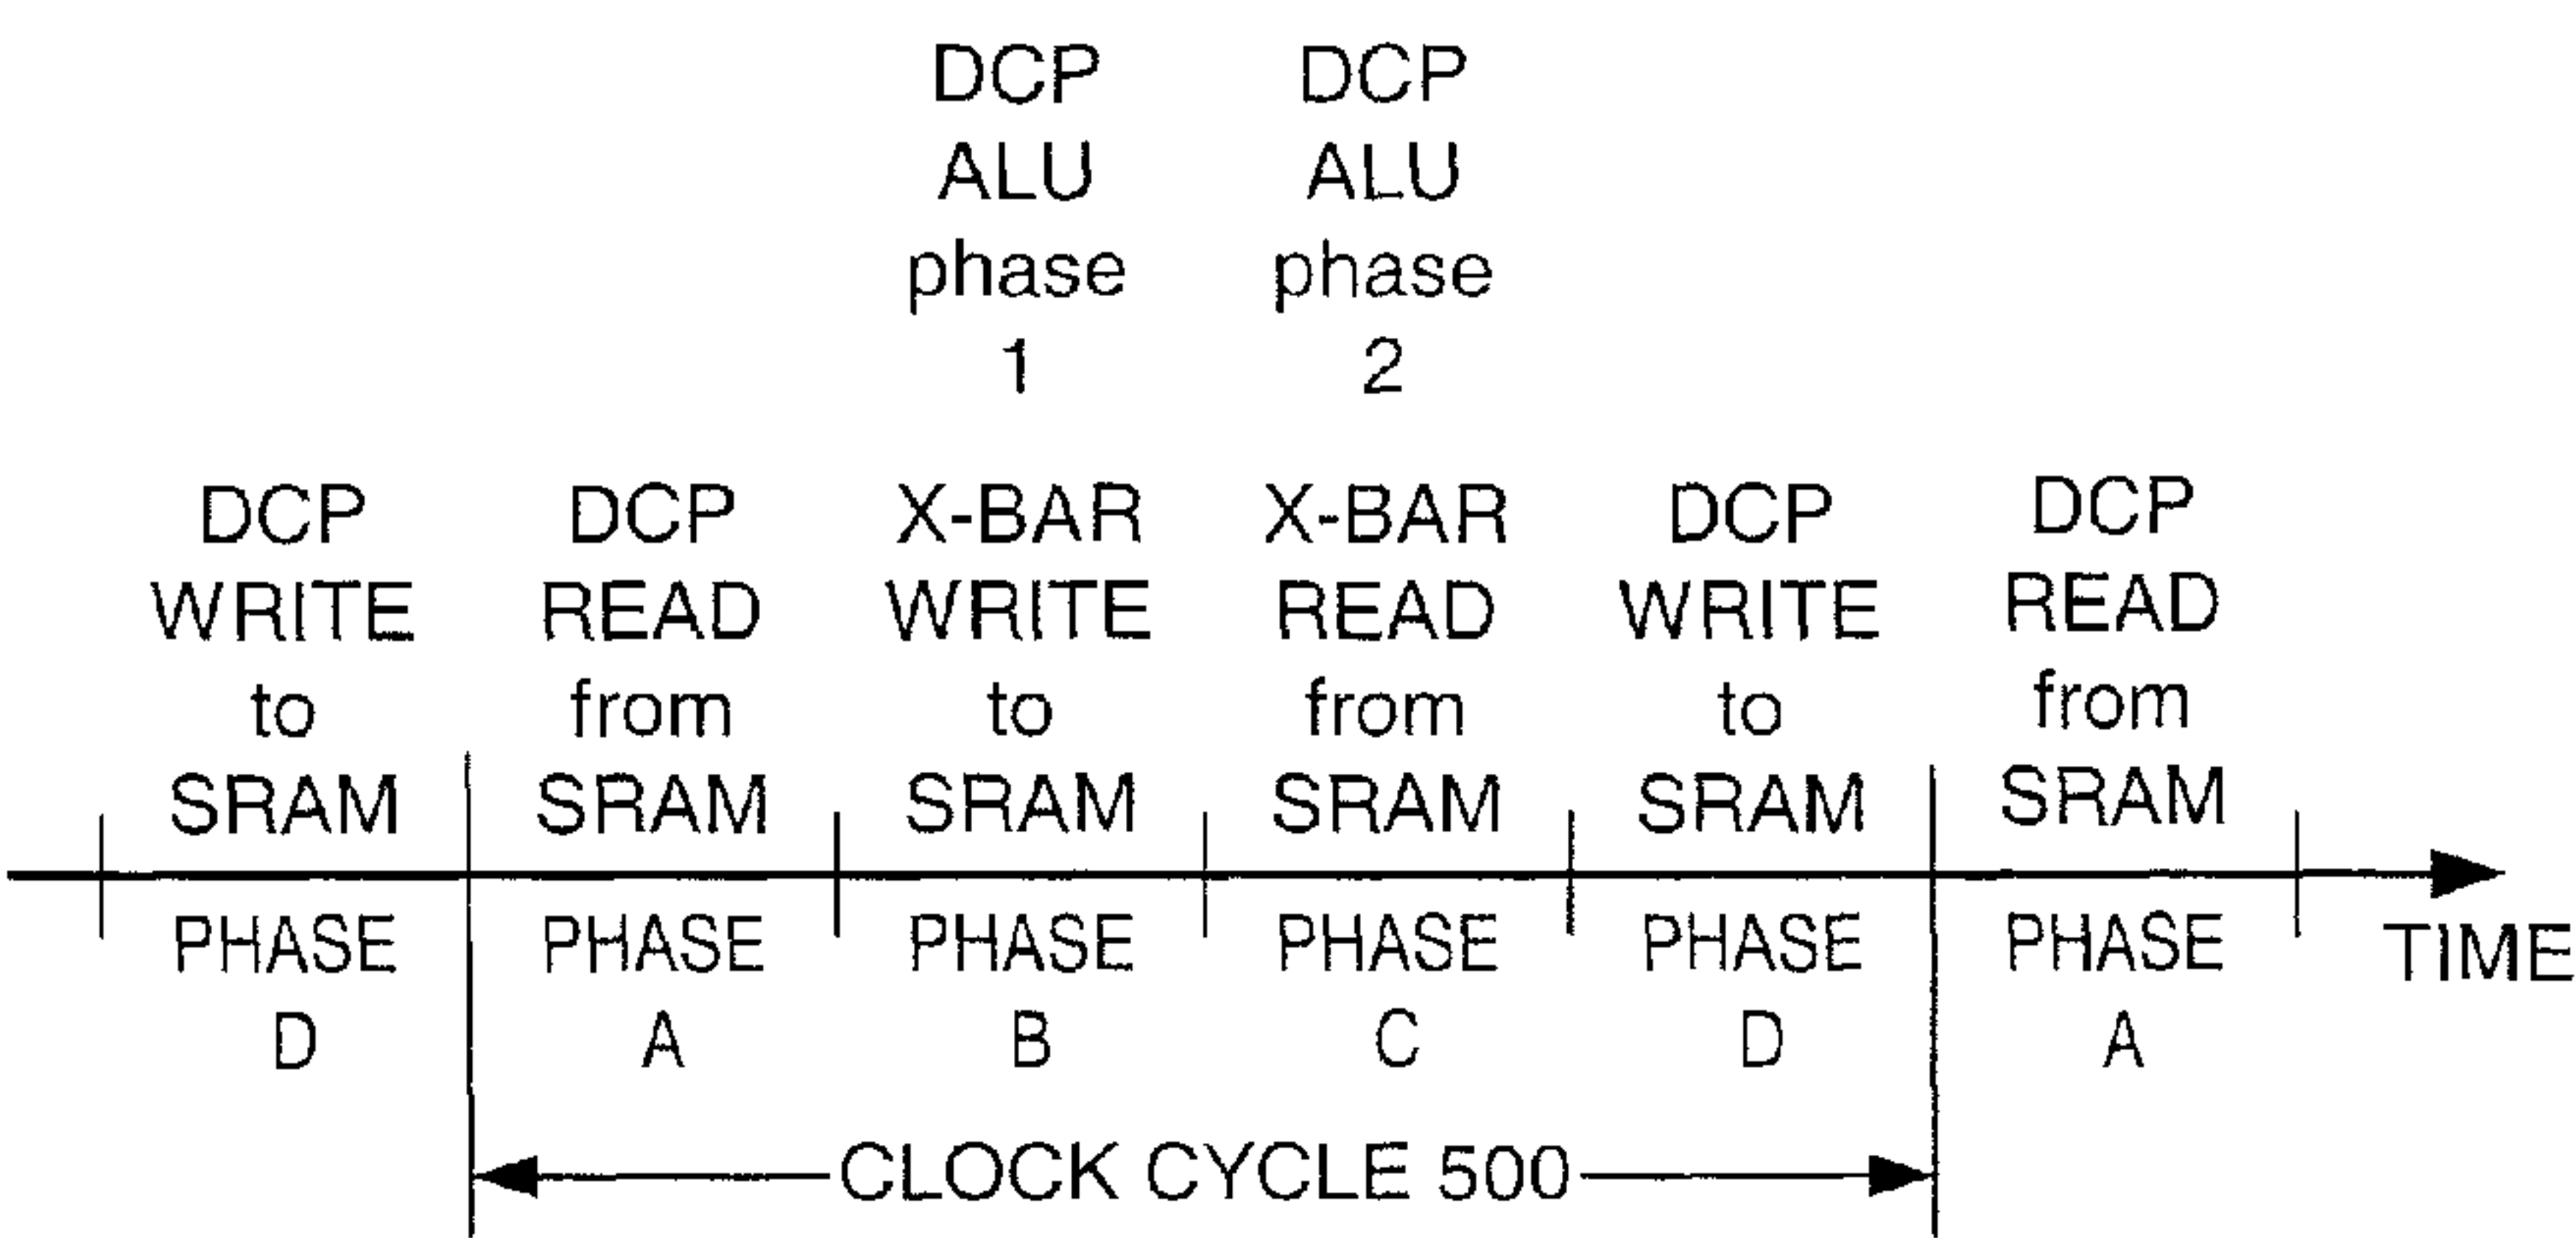 DCP DCP
ALU ALU
phase phase
1 2
DCP DCP X-BAR X-BAR DCP DCP
WRITE READ WRITE READ WRITE READ
to from to from to from
SRAM SRAM SRAM SRAM SRAM SRAM
PHASE PHASE PHASE PHASE PHASE PHASE TIME
D A B C D A
CLOCK CYCLE 500